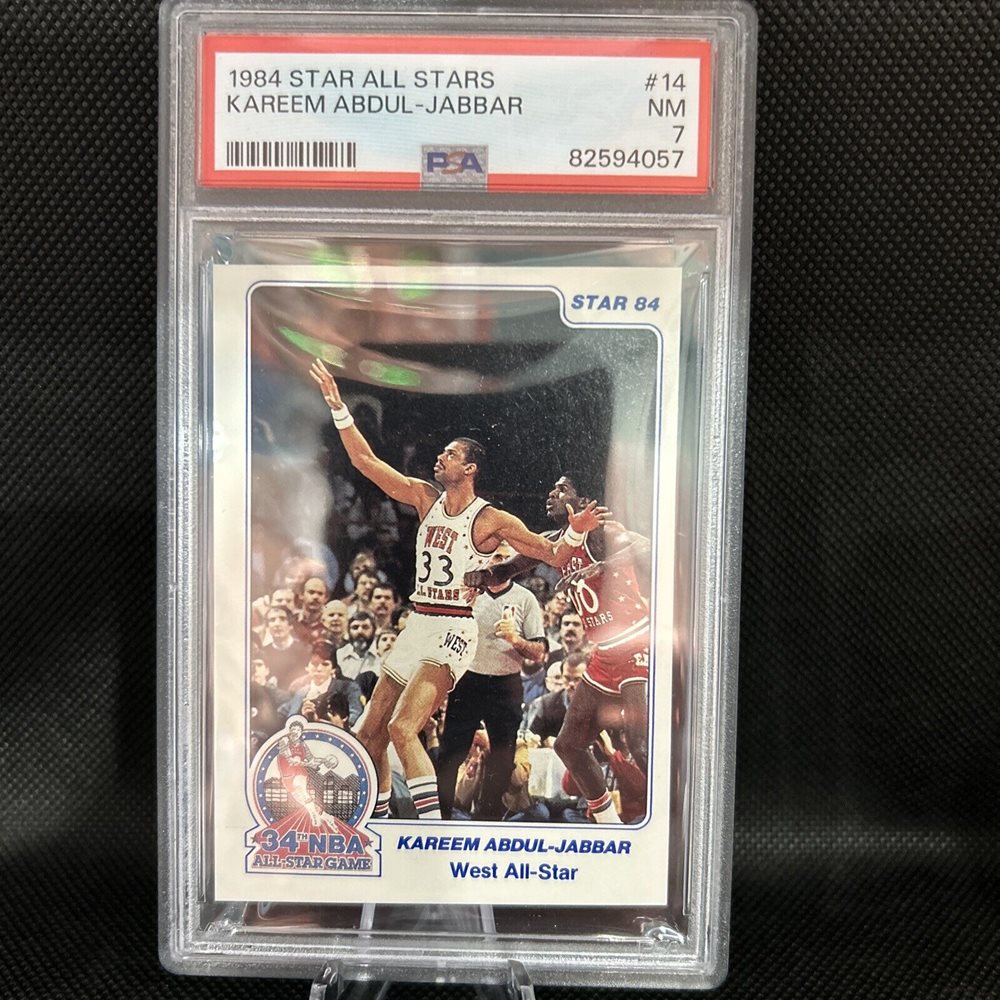 1984 STAR ALL STARS #14
KAREEM ABDUL-JABBAR NM
7
PSA 82594057
STAR 84
WEST
33
ALL-STARS
WEST
EAST
STARS
34TH NBA
ALL-STAR GAME
KAREEM ABDUL-JABBAR
West All-Star